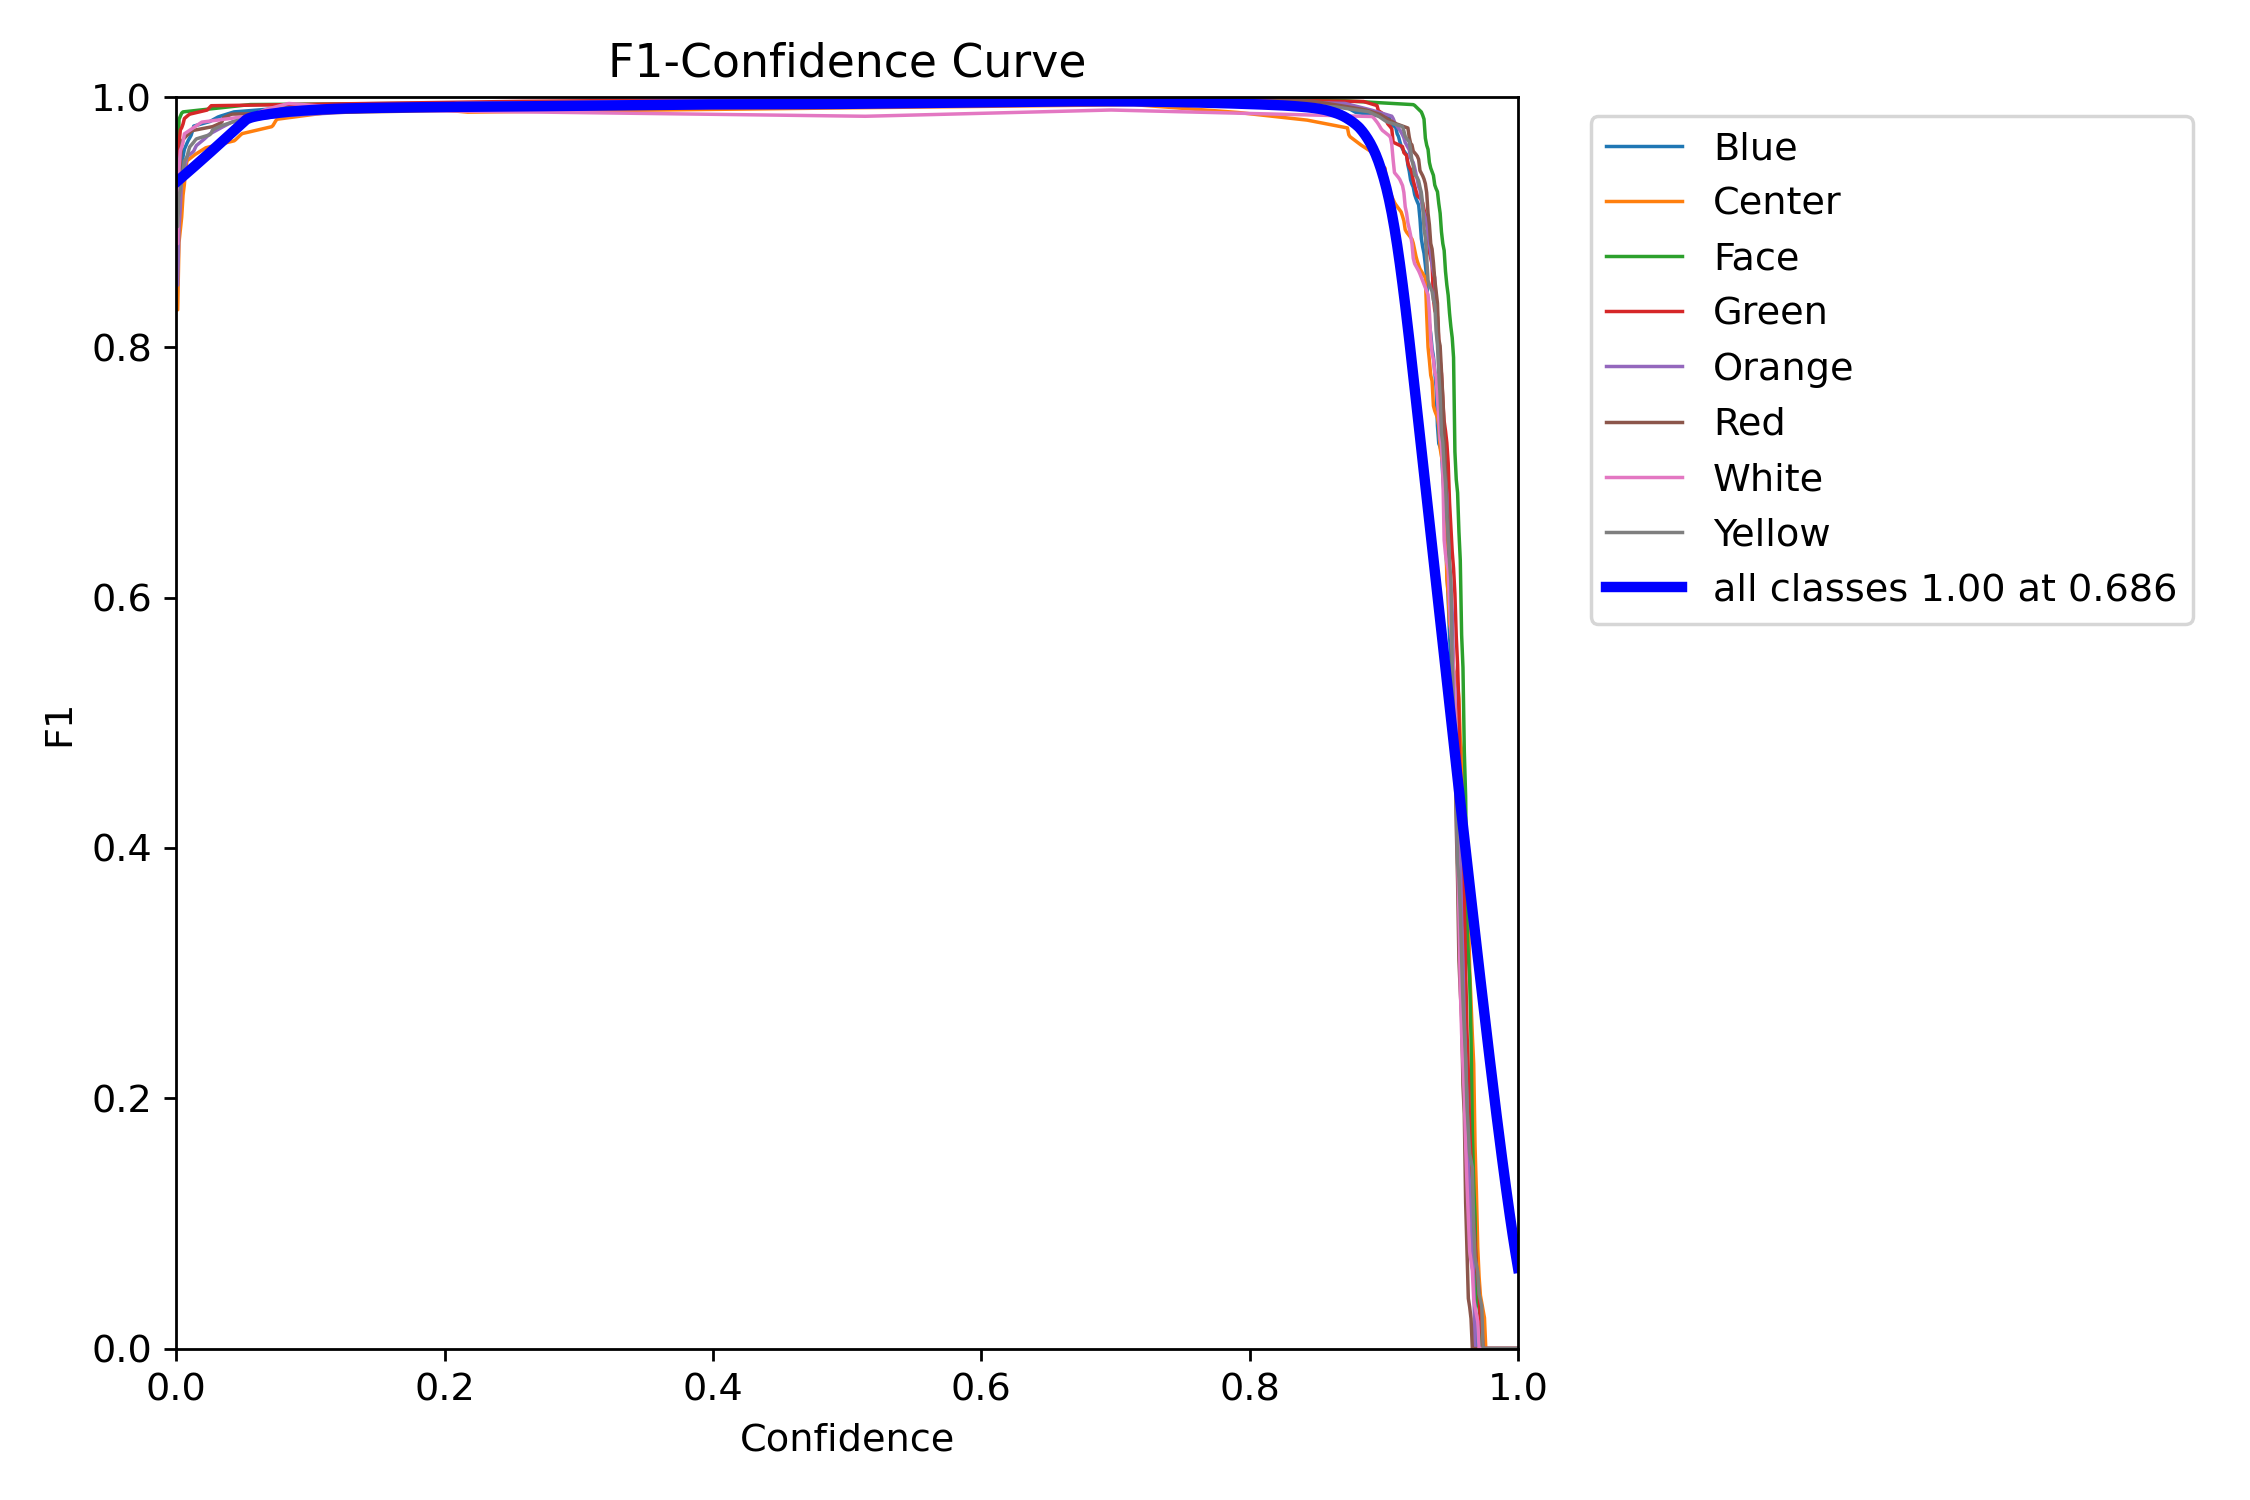 F1-Confidence Curve
1.0
0.8
0.6
0.4
0.2
0.0
F1
0.0 0.2 0.4 0.6 0.8 1.0
Confidence
Blue
Center
Face
Green
Orange
Red
White
Yellow
all classes 1.00 at 0.686